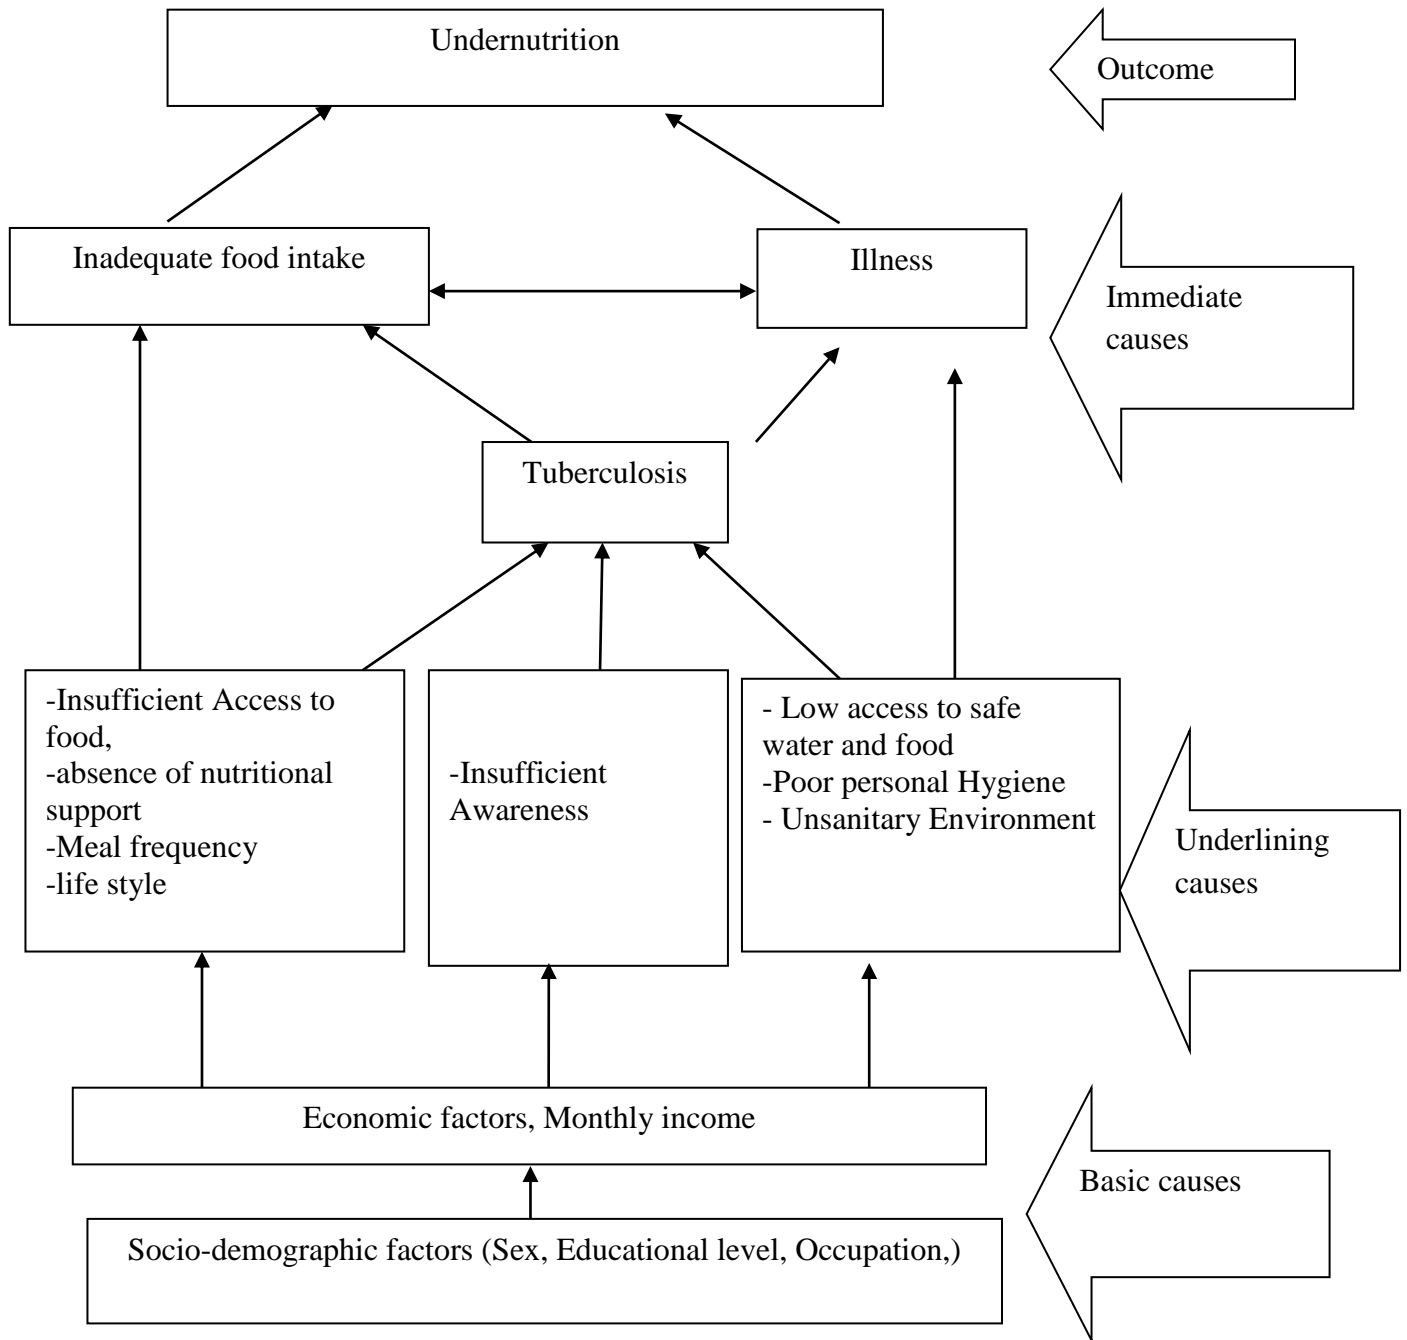 Undernutrition
Outcome
Inadequate food intake
Illness
Immediate
causes
Tuberculosis
-Insufficient Access to
food,
-absence of nutritional
support
-Meal frequency
-life style
-Insufficient
Awareness
- Low access to safe
water and food
-Poor personal Hygiene
- Unsanitary Environment
Underlining
causes
Economic factors, Monthly income
Basic causes
Socio-demographic factors (Sex, Educational level, Occupation,)